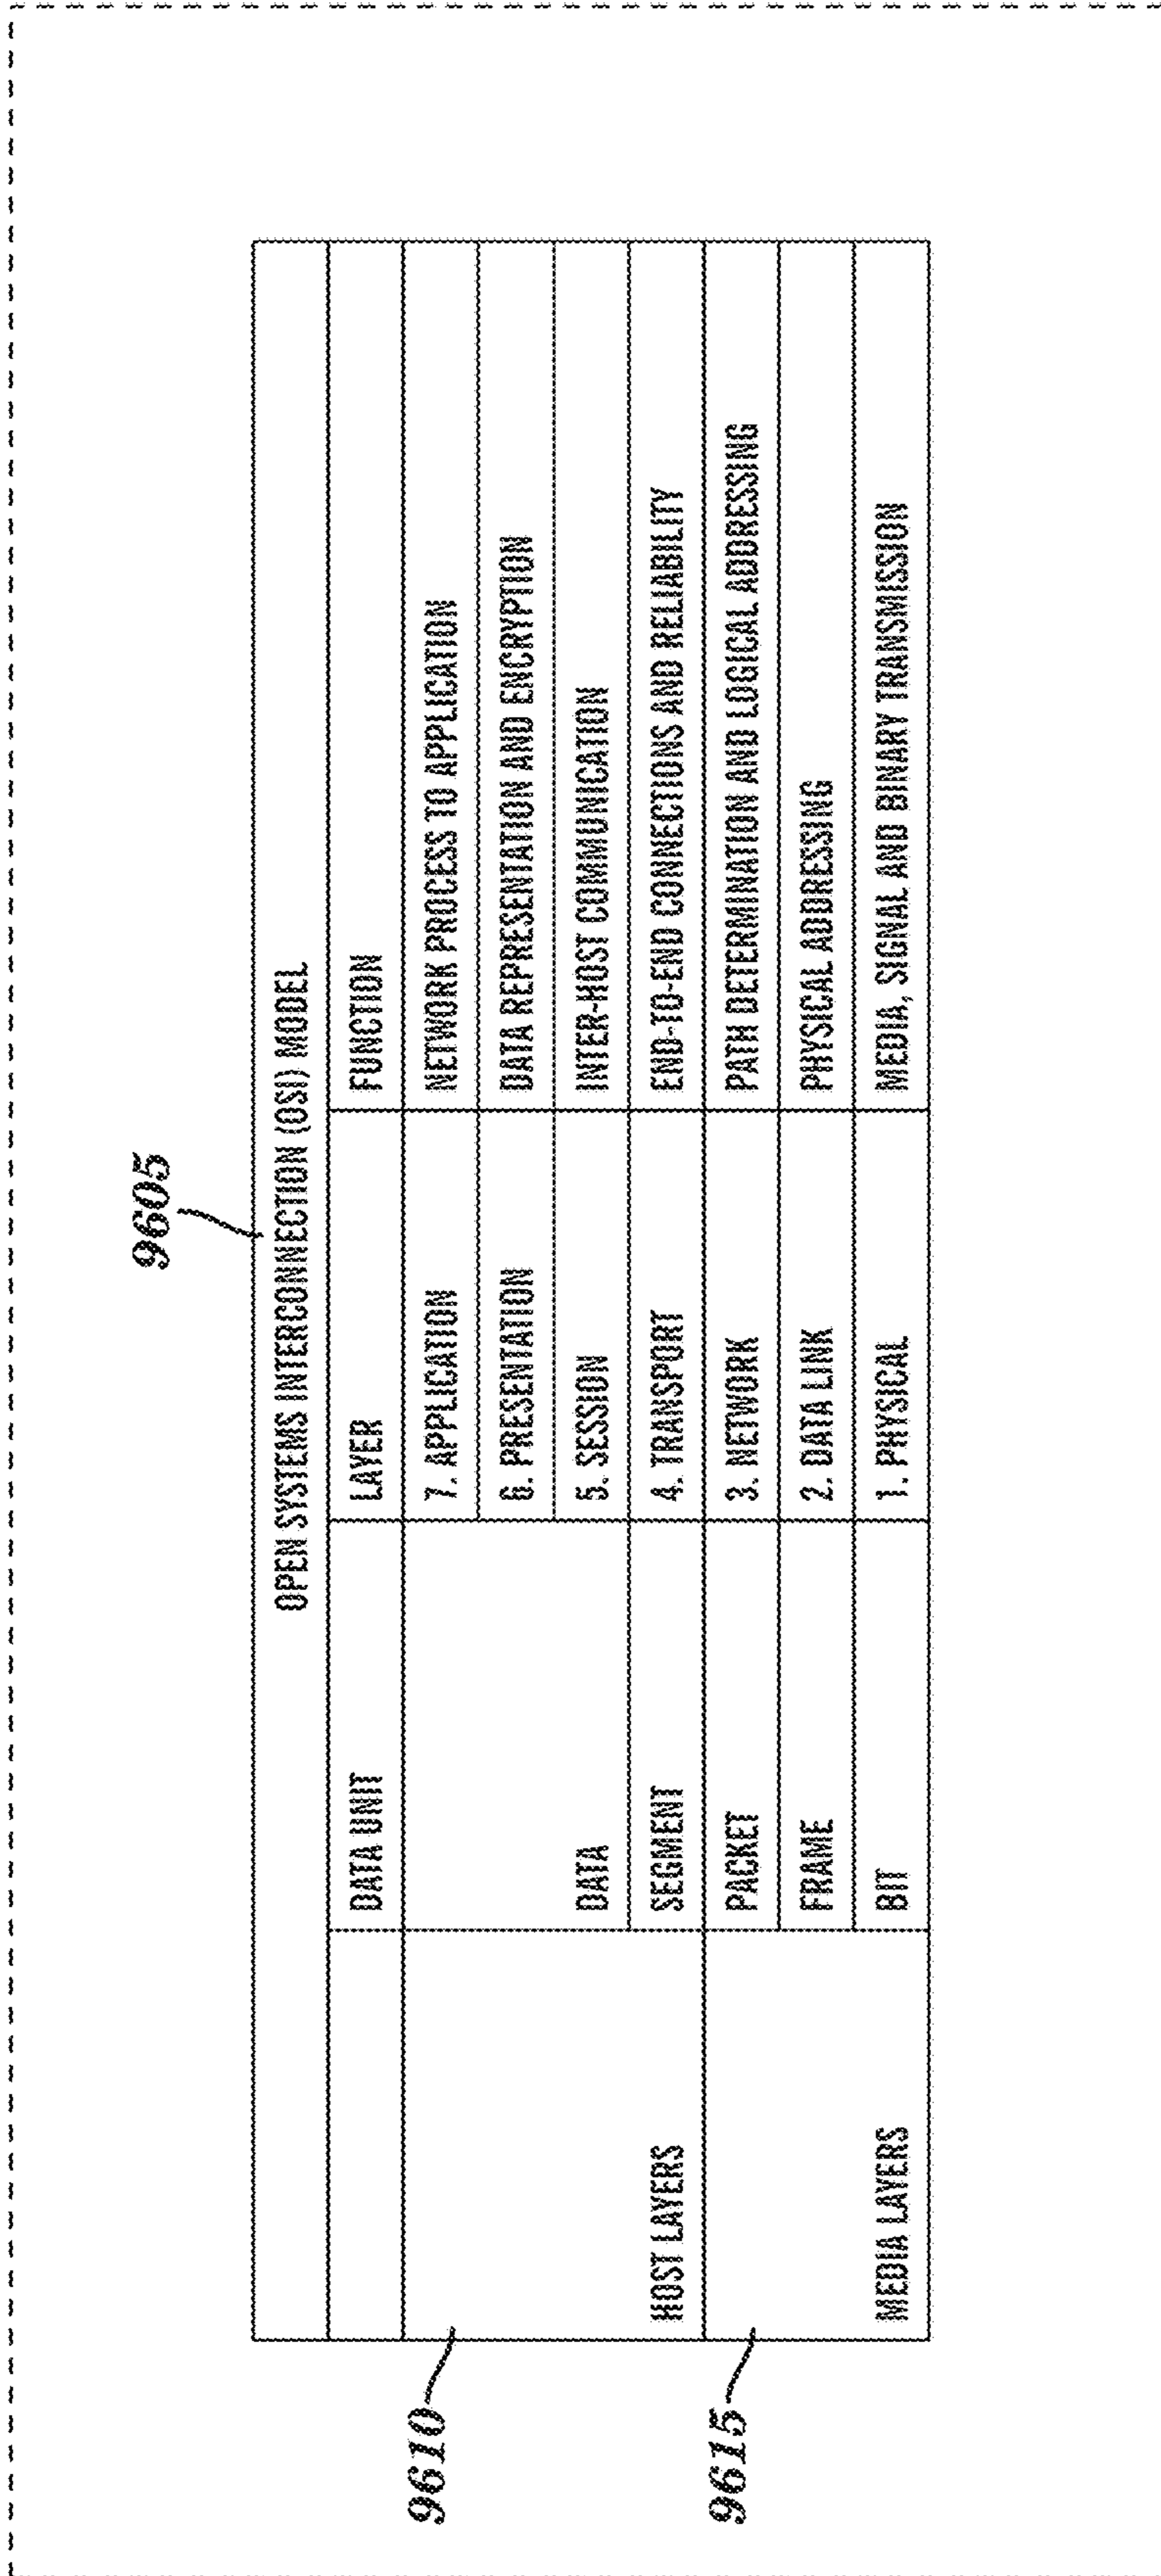 9605
OPEN SYSTEMS INTERCONNECTION (OSI) MODEL
DATA UNIT LAYER FUNCTION
9610
7. APPLICATION NETWORK PROCESS TO APPLICATION
6. PRESENTATION DATA REPRESENTATION AND ENCRYPTION
DATA 5. SESSION INTER-HOST COMMUNICATION
HOST LAYERS SEGMENT 4. TRANSPORT END-TO-END CONNECTIONS AND RELIABILITY
9615
PACKET 3. NETWORK PATH DETERMINATION AND LOGICAL ADDRESSING
FRAME 2. DATA LINK PHYSICAL ADDRESSING
MEDIA LAYERS BIT 1. PHYSICAL MEDIA, SIGNAL AND BINARY TRANSMISSION